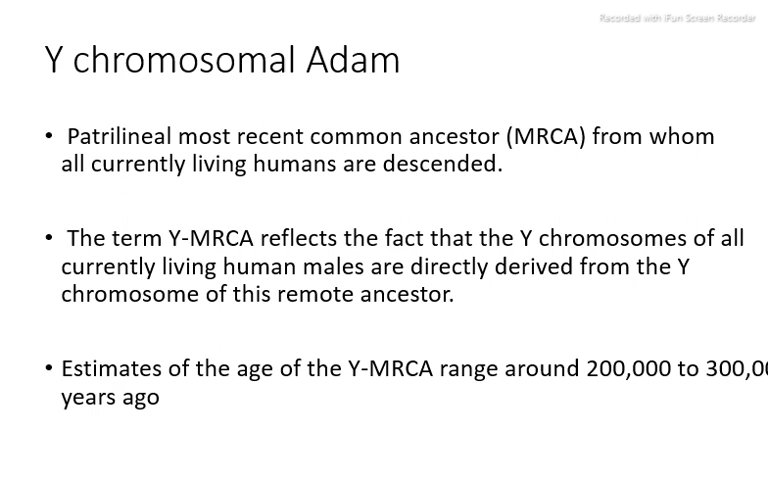 Recorded with iFun Screen Recorder
Y chromosomal Adam
• Patrilineal most recent common ancestor (MRCA) from whom
all currently living humans are descended.
• The term Y-MRCA reflects the fact that the Y chromosomes of all
currently living human males are directly derived from the Y
chromosome of this remote ancestor.
• Estimates of the age of the Y-MRCA range around 200,000 to 300,00
years ago